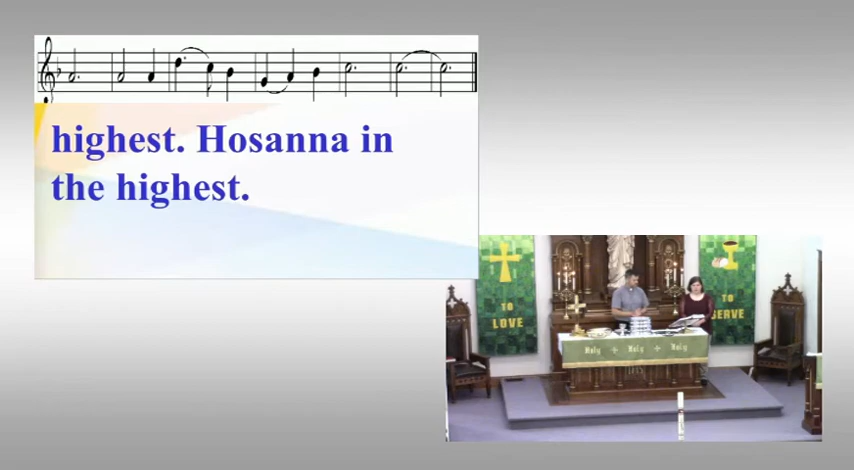 highest. Hosanna in
the highest.
TO
LOVE
TO
SERVE
Holy + Holy + Holy